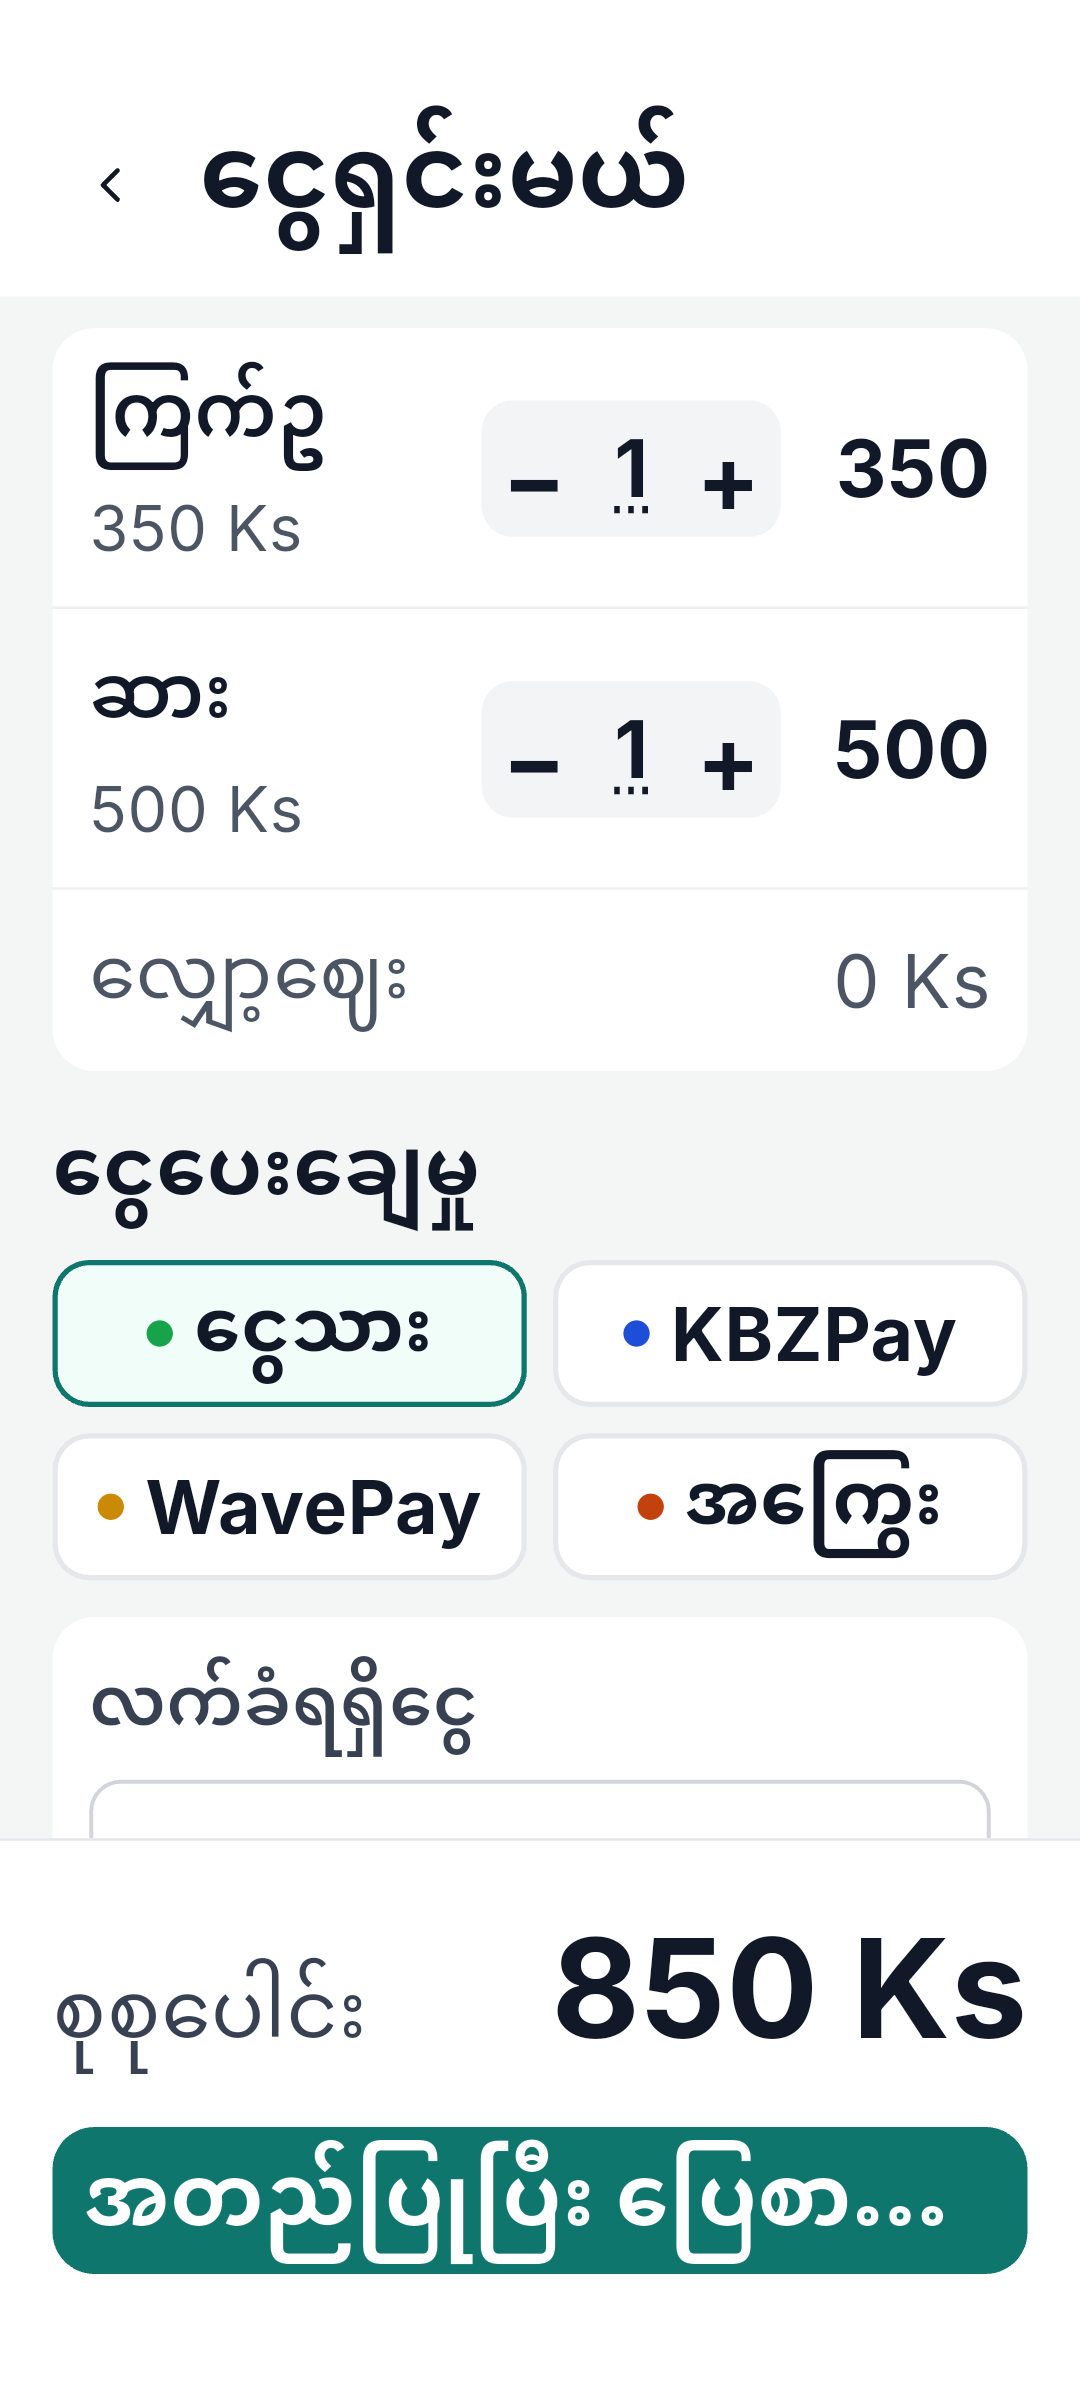 ငွေရှင်းမယ်
ကြက်ဥ
350 Ks
− 1 + 350
ဆား
500 Ks
− 1 + 500
လျှော့ဈေး 0 Ks
ငွေပေးချေမှု
ငွေသား
KBZPay
WavePay
အကြွေး
လက်ခံရရှိငွေ
စုစုပေါင်း 850 Ks
အတည်ပြုပြီး ပြေစာ...